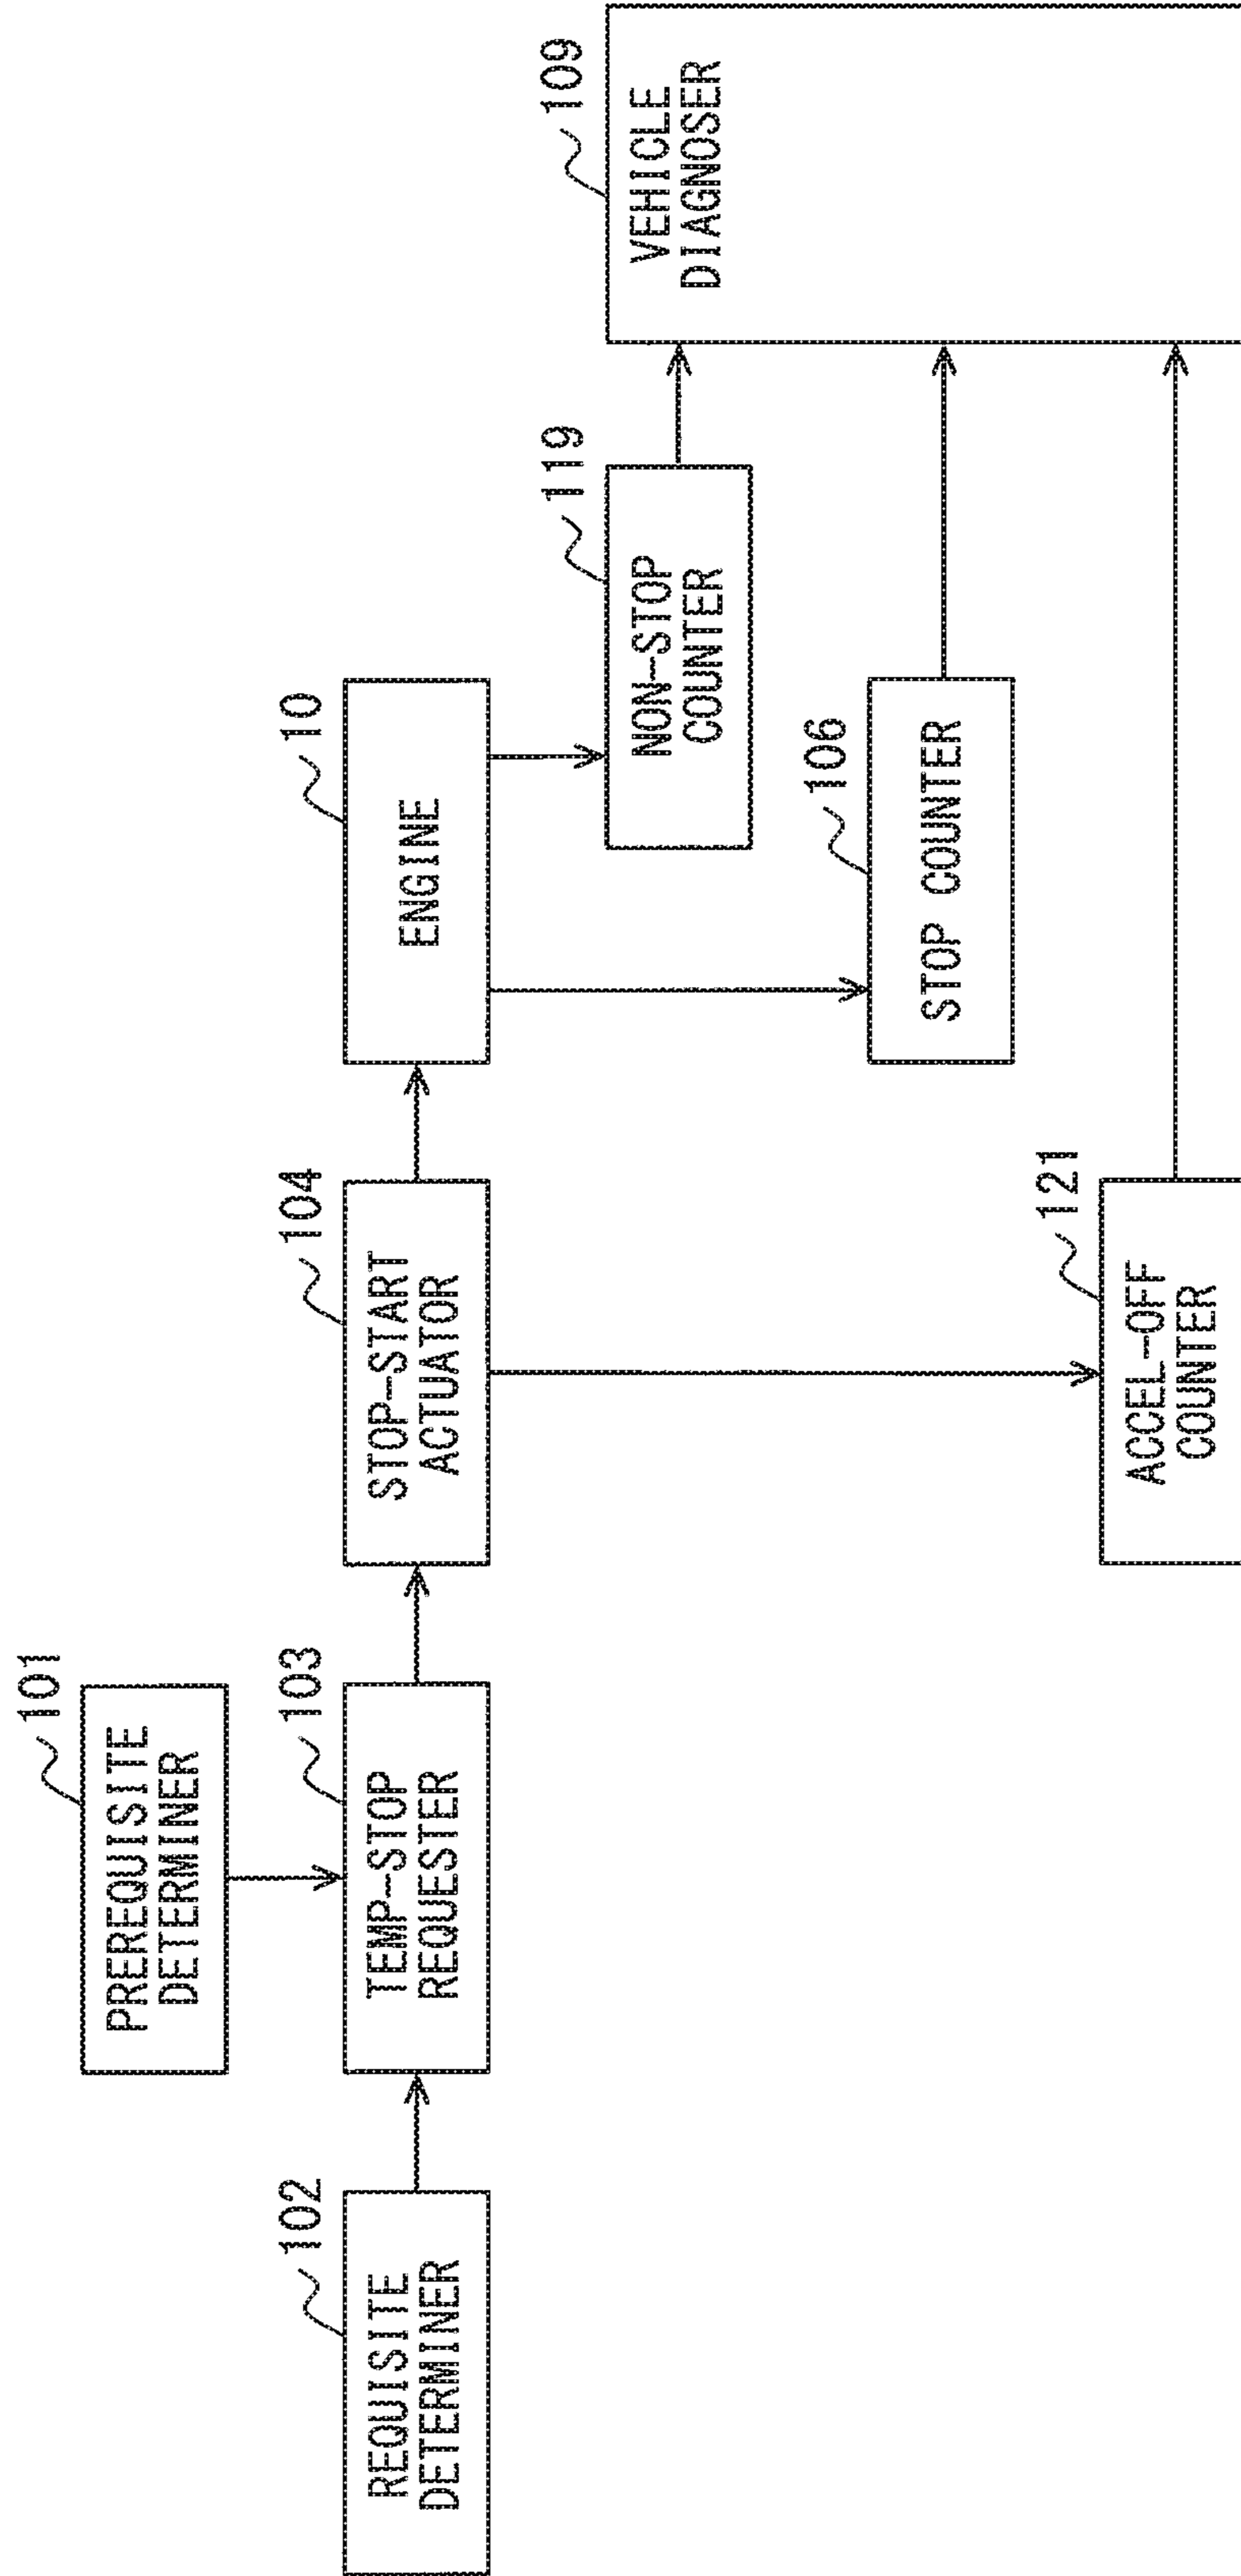 101
PREREQUISITE
DETERMINER
102
REQUISITE
DETERMINER
103
TEMP-STOP
REQUESTER
104
STOP-START
ACTUATOR
10
ENGINE
119
NON-STOP
COUNTER
109
VEHICLE
DIAGNOSER
106
STOP COUNTER
121
ACCEL-OFF
COUNTER